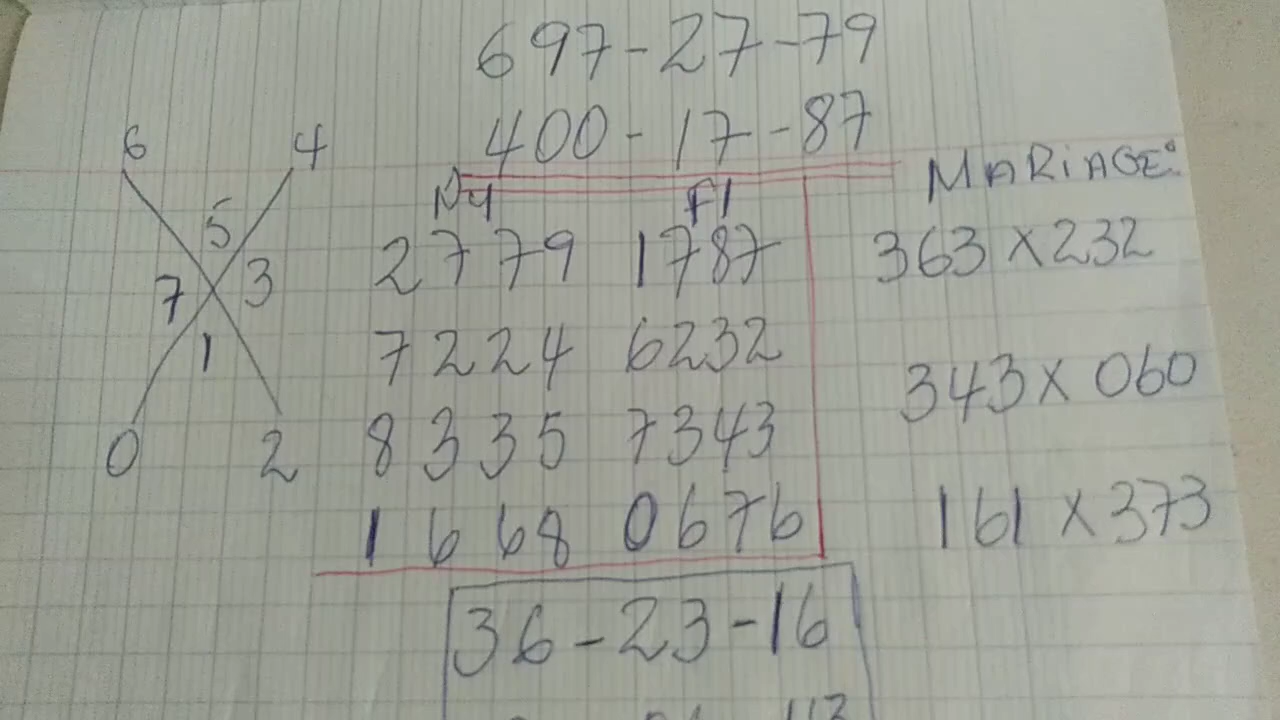 697-27-79
400-17-87
MARIAGE:
NY F1
6 4
5
7 3
1
0 2
2779 1787
7224 6232
8335 7343
1668 0676
363 X 232
343 X 060
161 X 373
36-23-16